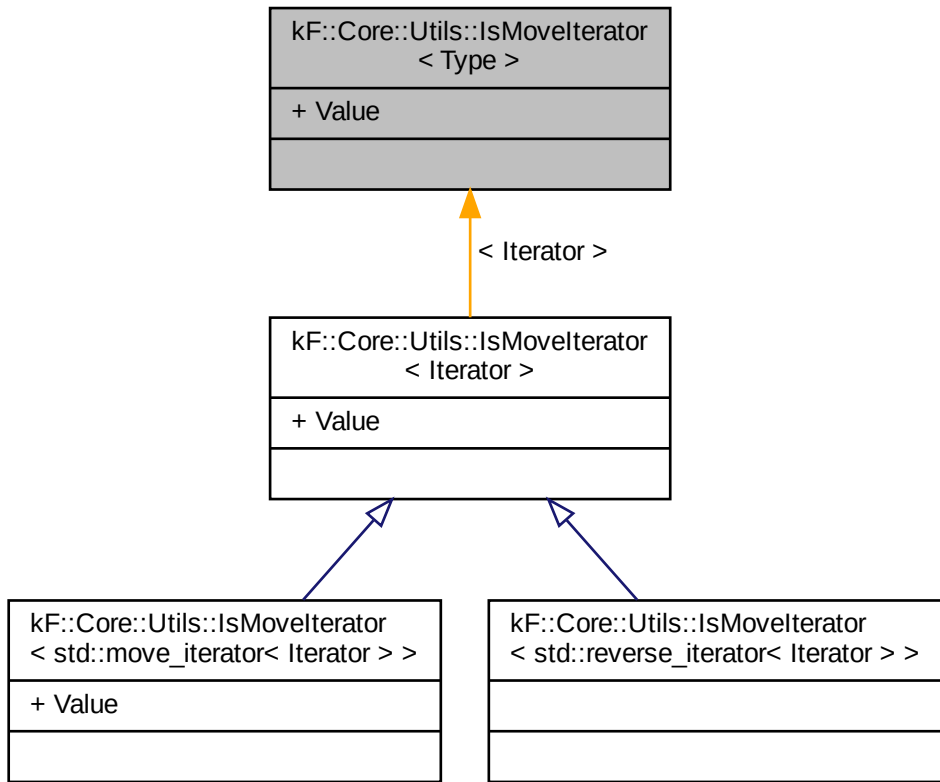 kF::Core::Utils::IsMoveIterator
< Type >
+ Value
< Iterator >
kF::Core::Utils::IsMoveIterator
< Iterator >
+ Value
kF::Core::Utils::IsMoveIterator
< std::move_iterator< Iterator > >
+ Value
kF::Core::Utils::IsMoveIterator
< std::reverse_iterator< Iterator > >